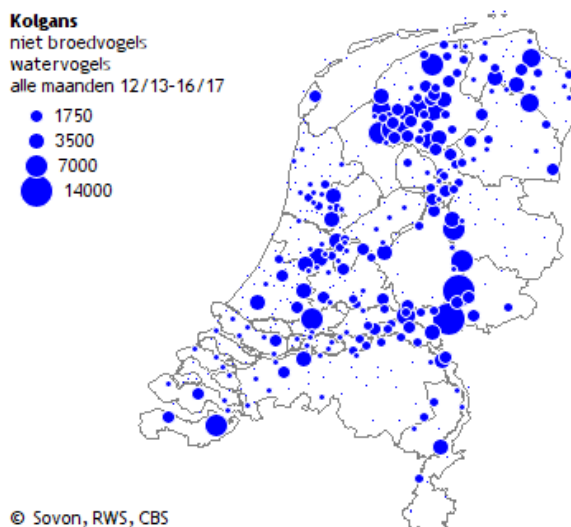 Kolgans
niet broedvogels
watervogels
alle maanden 12/13-16/17
1750
3500
7000
14000
© Sovon, RWS, CBS